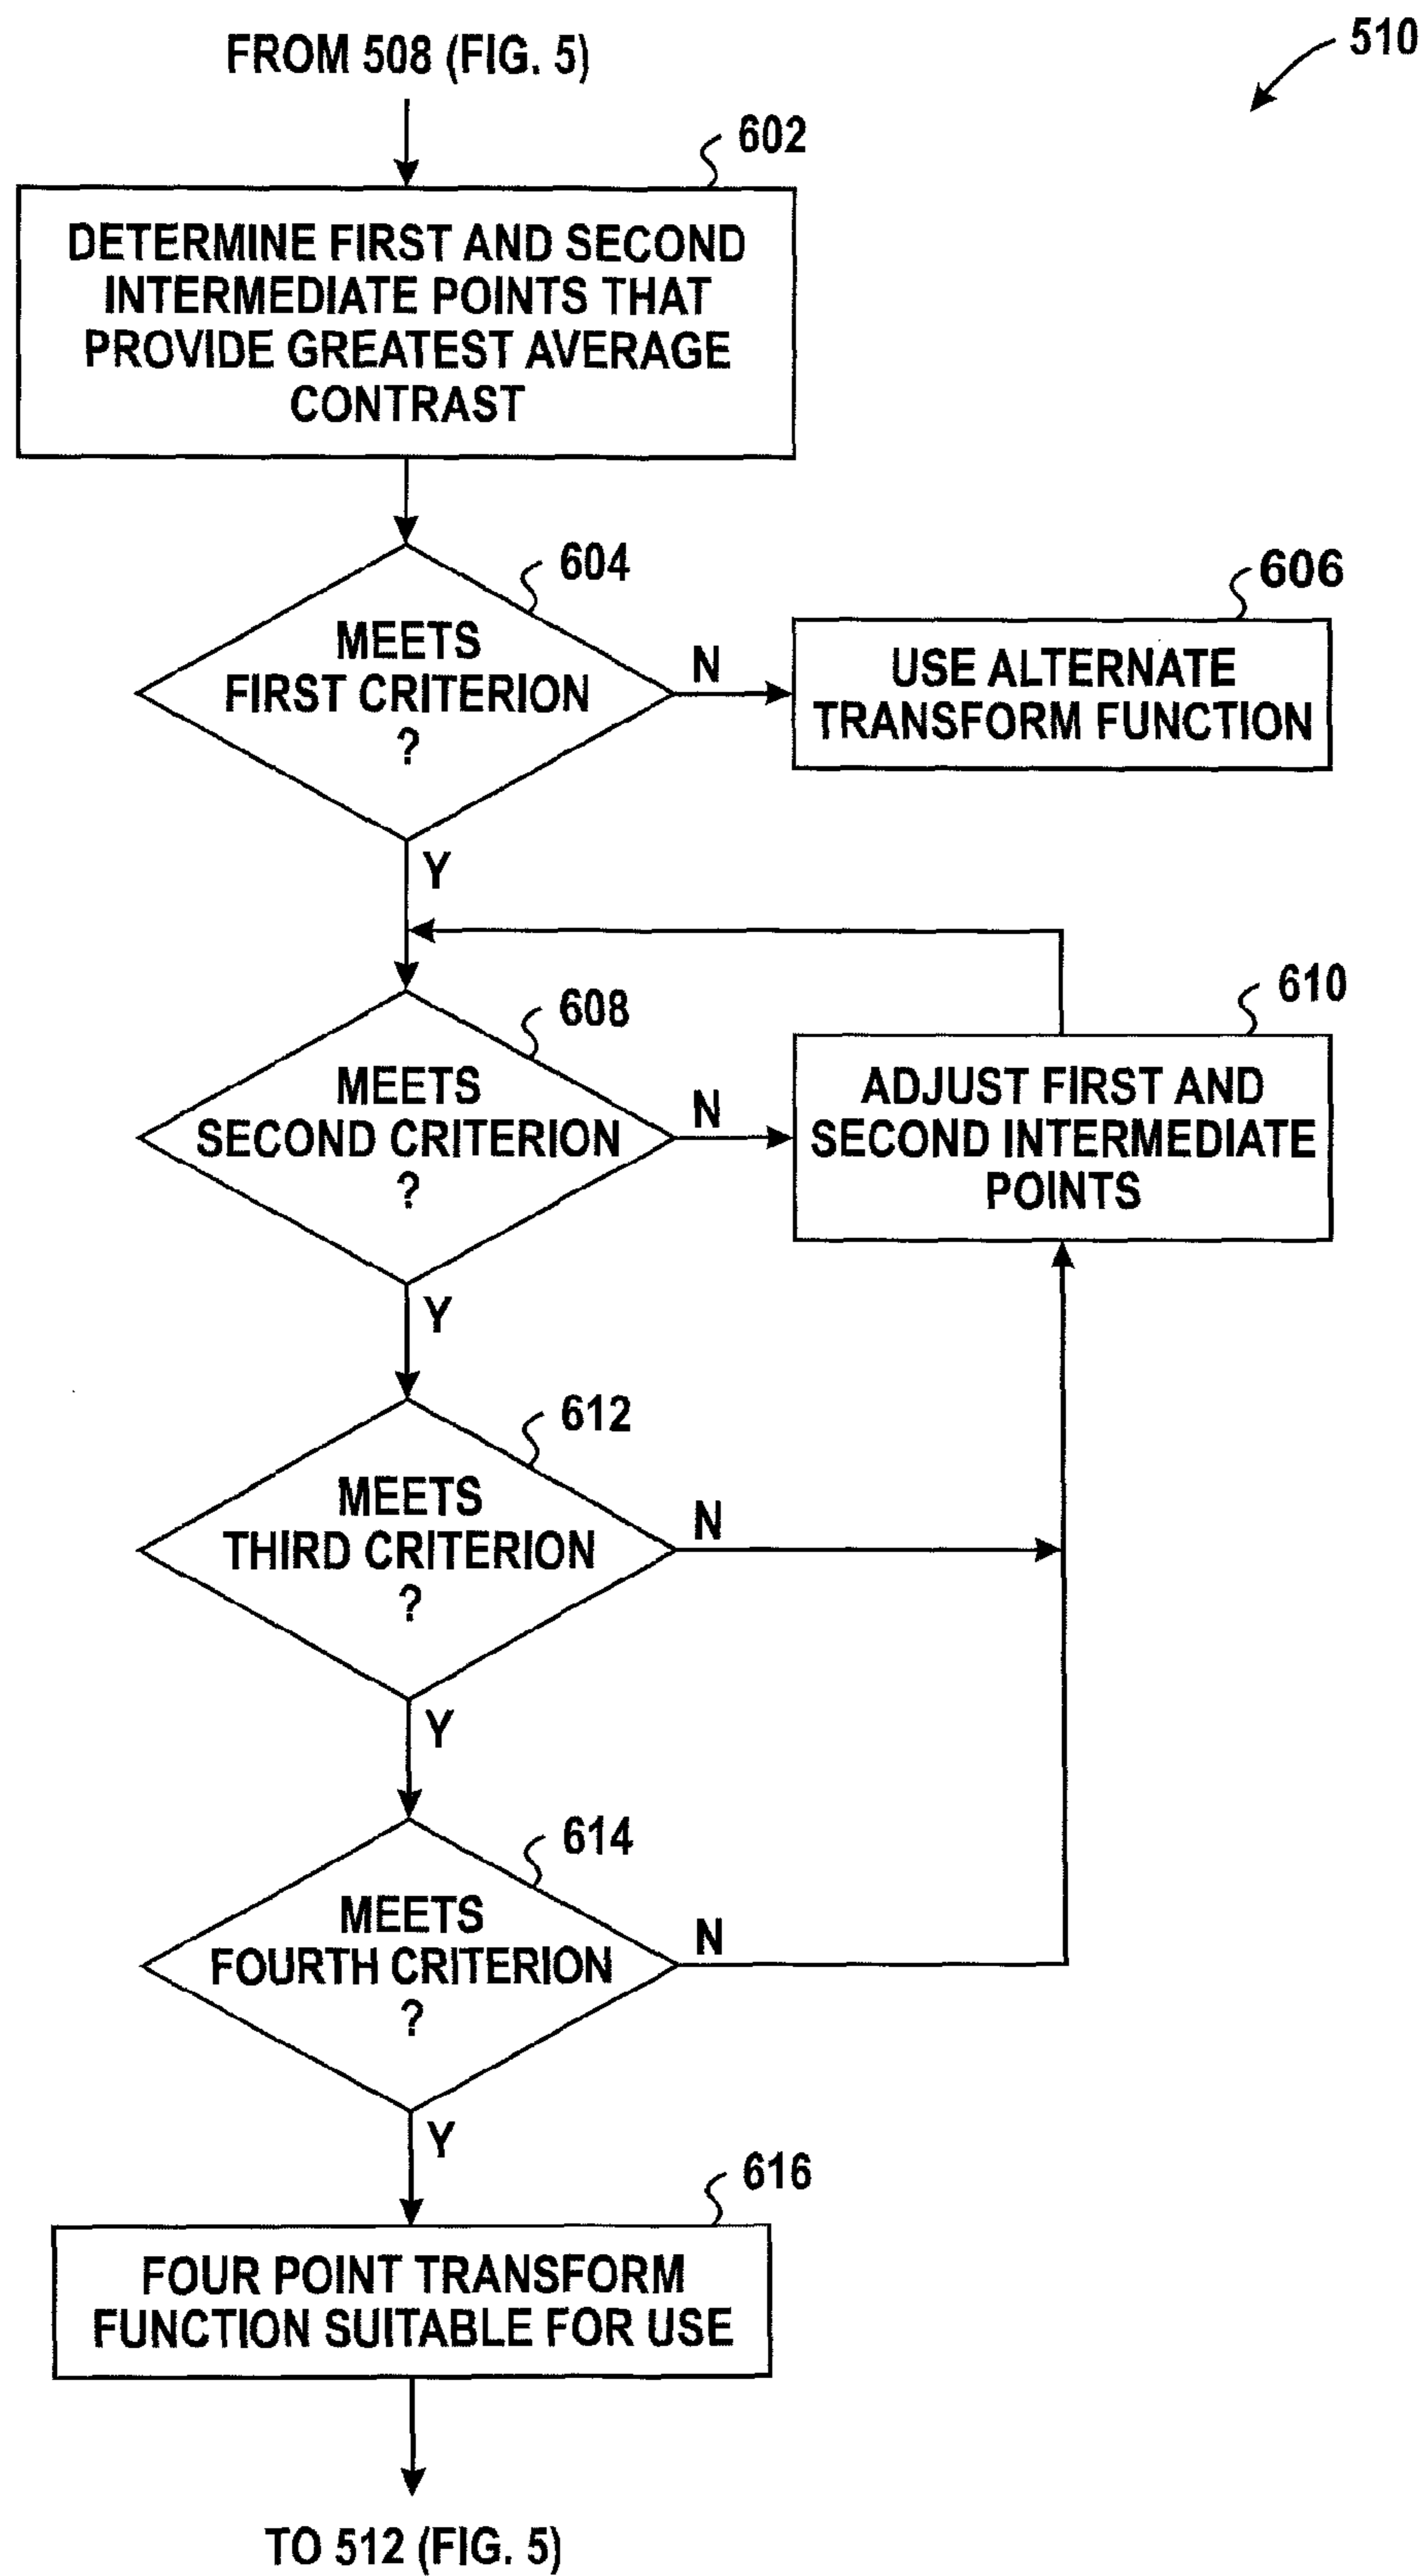 FROM 508 (FIG. 5)
510
602
DETERMINE FIRST AND SECOND
INTERMEDIATE POINTS THAT
PROVIDE GREATEST AVERAGE
CONTRAST
604
MEETS
FIRST CRITERION
?
N
606
USE ALTERNATE
TRANSFORM FUNCTION
Y
608
MEETS
SECOND CRITERION
?
N
610
ADJUST FIRST AND
SECOND INTERMEDIATE
POINTS
Y
612
MEETS
THIRD CRITERION
?
N
Y
614
MEETS
FOURTH CRITERION
?
N
Y
616
FOUR POINT TRANSFORM
FUNCTION SUITABLE FOR USE
TO 512 (FIG. 5)